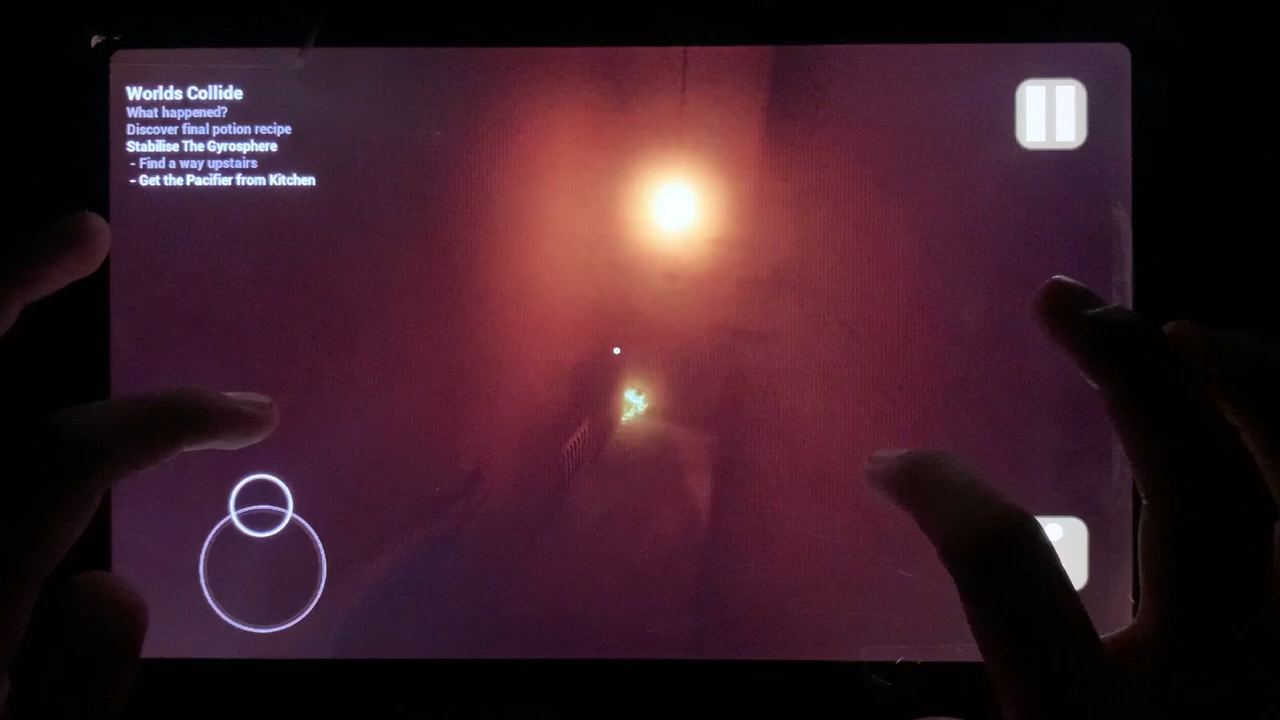 Worlds Collide
What happened?
Discover final potion recipe
Stabilise The Gyrosphere
- Find a way upstairs
- Get the Pacifier from Kitchen